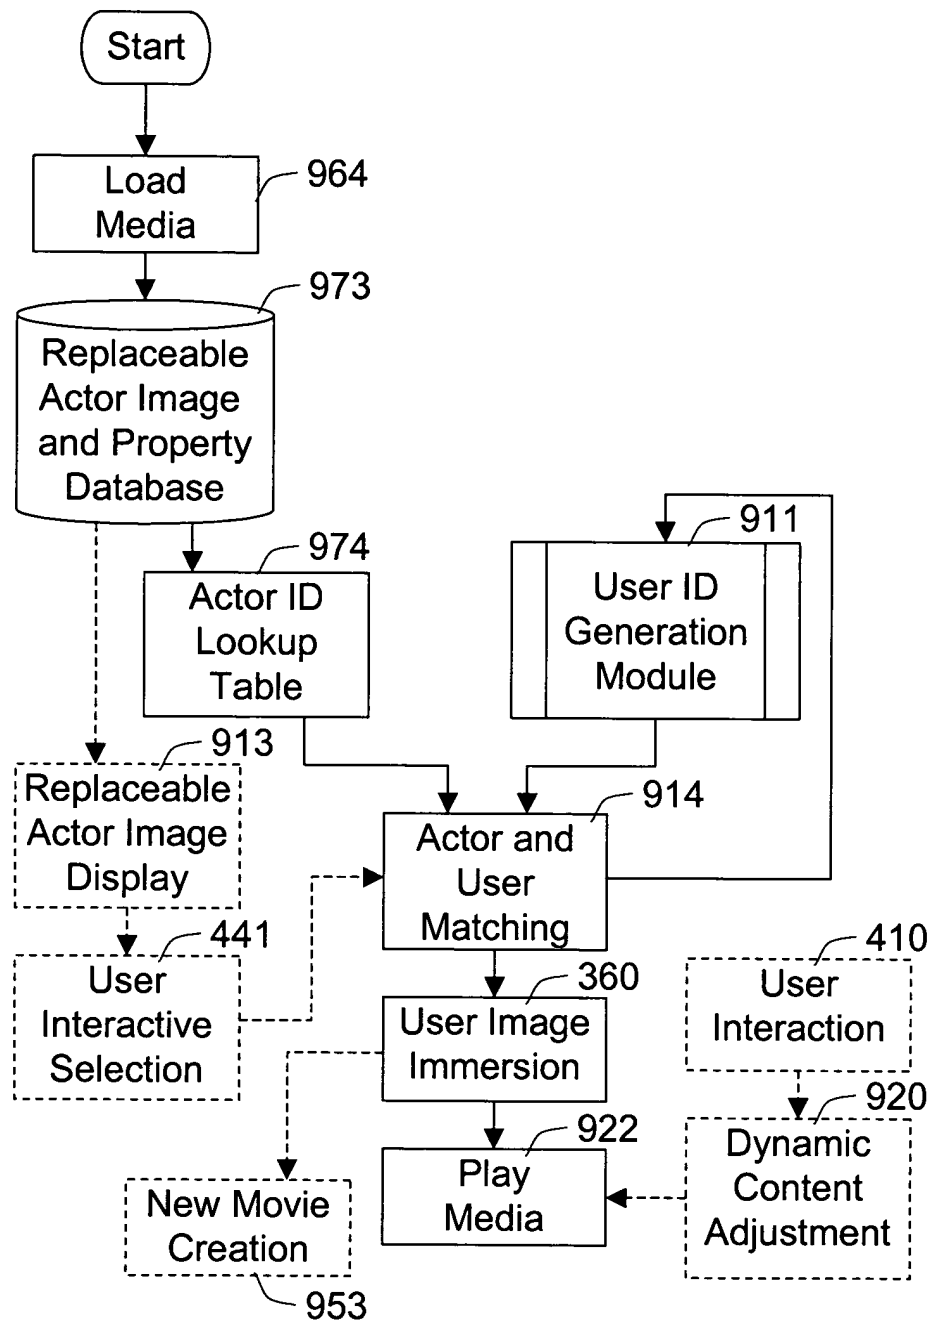 Start
964
Load
Media
973
Replaceable
Actor Image
and Property
Database
974
Actor ID
Lookup
Table
911
User ID
Generation
Module
913
Replaceable
Actor Image
Display
914
Actor and
User
Matching
441
User
Interactive
Selection
360
User Image
Immersion
410
User
Interaction
922
Play
Media
920
Dynamic
Content
Adjustment
New Movie
Creation
953